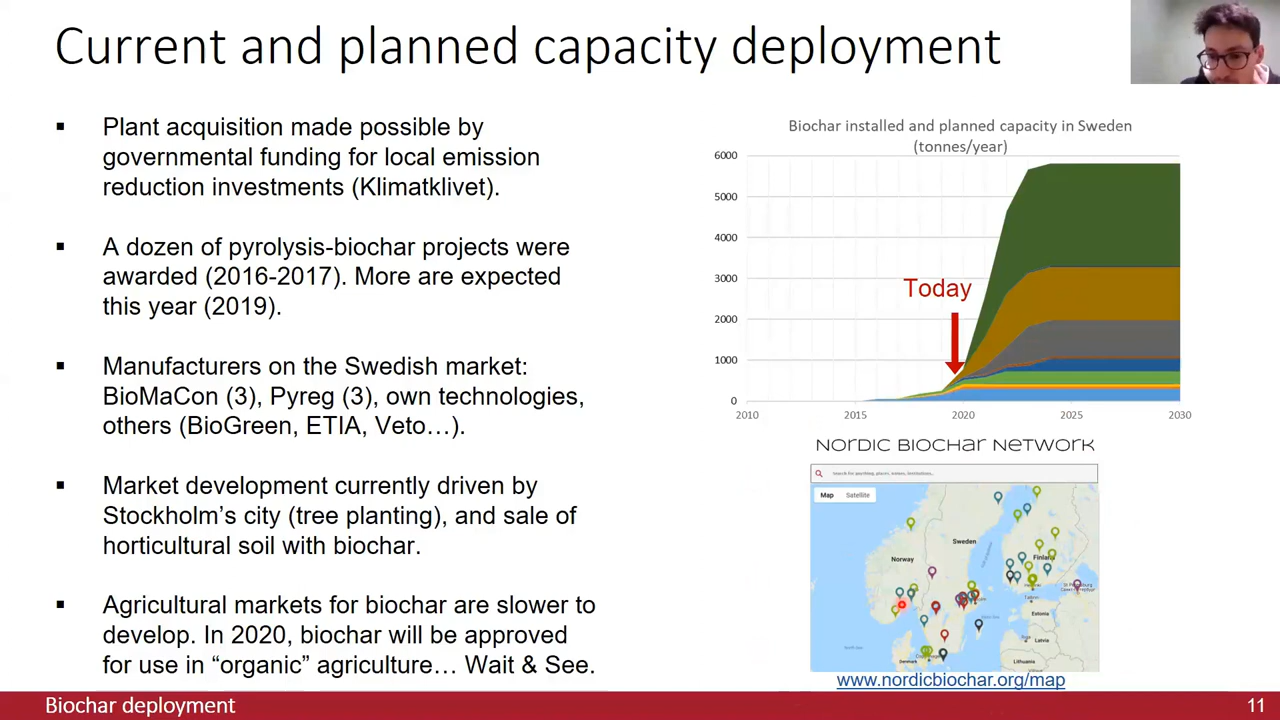 Current and planned capacity deployment
Plant acquisition made possible by
governmental funding for local emission
reduction investments (Klimatklivet).
A dozen of pyrolysis-biochar projects were
awarded (2016-2017). More are expected
this year (2019).
Manufacturers on the Swedish market:
BioMaCon (3), Pyreg (3), own technologies,
others (BioGreen, ETIA, Veto…).
Market development currently driven by
Stockholm's city (tree planting), and sale of
horticultural soil with biochar.
Agricultural markets for biochar are slower to
develop. In 2020, biochar will be approved
for use in “organic” agriculture… Wait & See.
Biochar installed and planned capacity in Sweden
(tonnes/year)
6000
5000
4000
3000
2000
1000
0
Today
2010 2015 2020 2025 2030
Nordic Biochar Network
Map Satellite
Sweden
Norway
Finland
Estonia
Latvia
Lithuania
Denmark
www.nordicbiochar.org/map
Biochar deployment
11